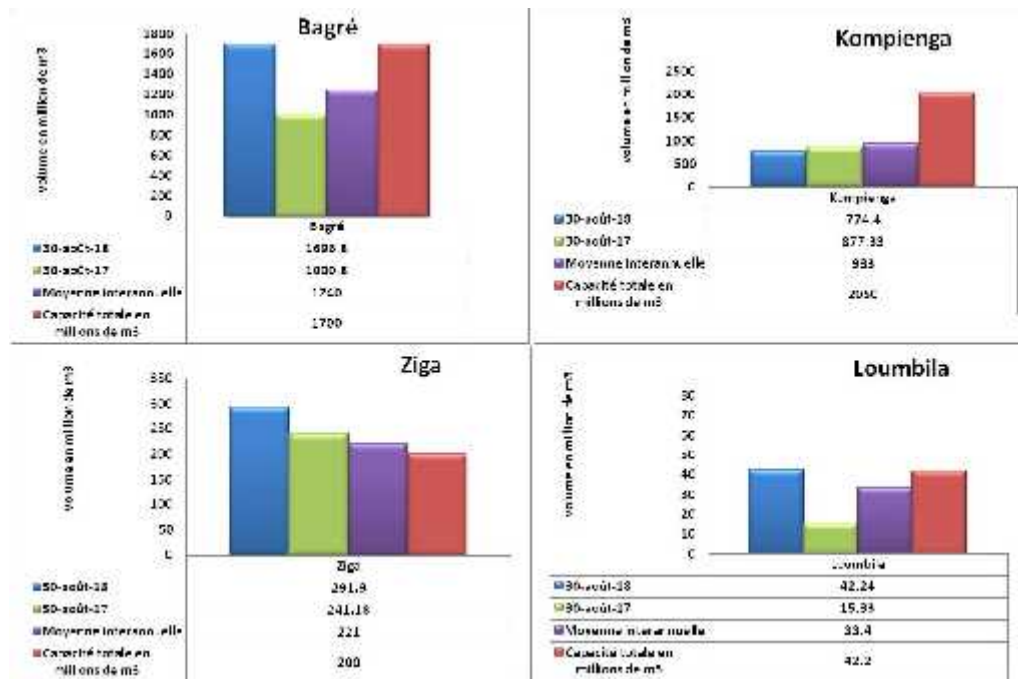 Bagré
volume en million de m3
1800
1600
1400
1200
1000
800
600
400
200
0
Bagré
30-août-18
30-août-17 1000.8
Moyenne Interannuelle 1240
Capacité totale en millions de m3 1700
Kompienga
volume en million de m3
2500
2000
1500
1000
500
0
Kompienga
30-août-18 774.4
30-août-17 877.33
Moyenne Interannuelle 933
Capacité totale en millions de m3 2050
Ziga
volume en million de m3
350
300
250
200
150
100
50
0
Ziga
30-août-18 291.9
30-août-17 241.18
Moyenne Interannuelle 221
Capacité totale en millions de m3 200
Loumbila
volume en million de m3
80
70
60
50
40
30
20
10
0
Loumbila
30-août-18 42.24
30-août-17
Moyenne interannuelle 33.4
Capacité totale en millions de m3 42.2